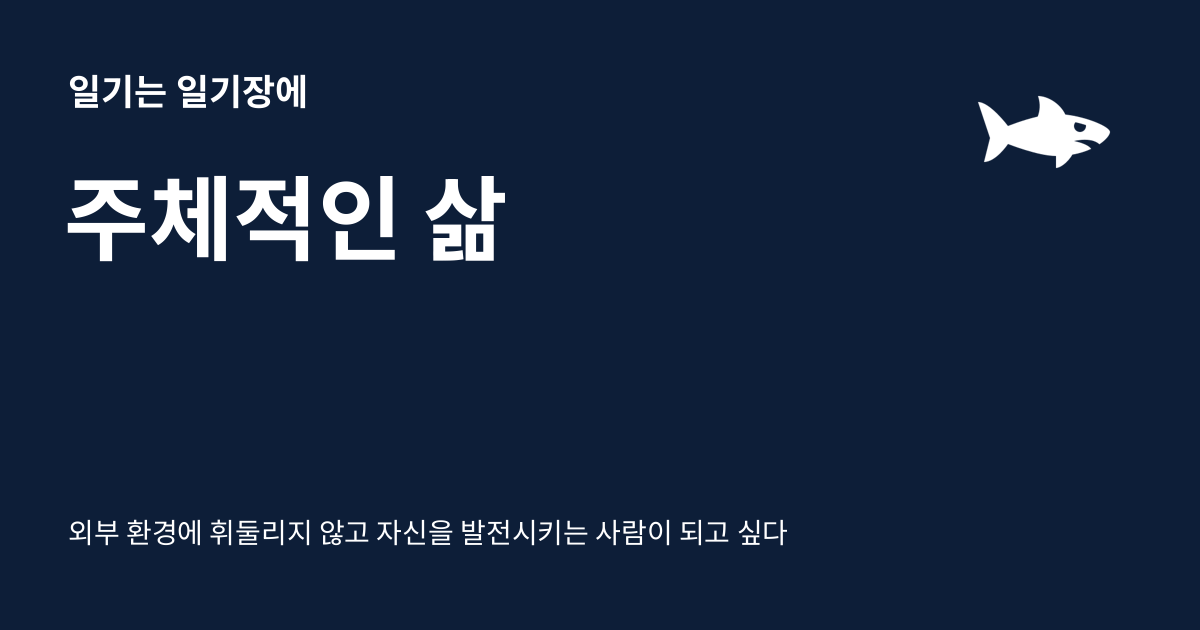 일기는 일기장에
주체적인 삶
외부 환경에 휘둘리지 않고 자신을 발전시키는 사람이 되고 싶다